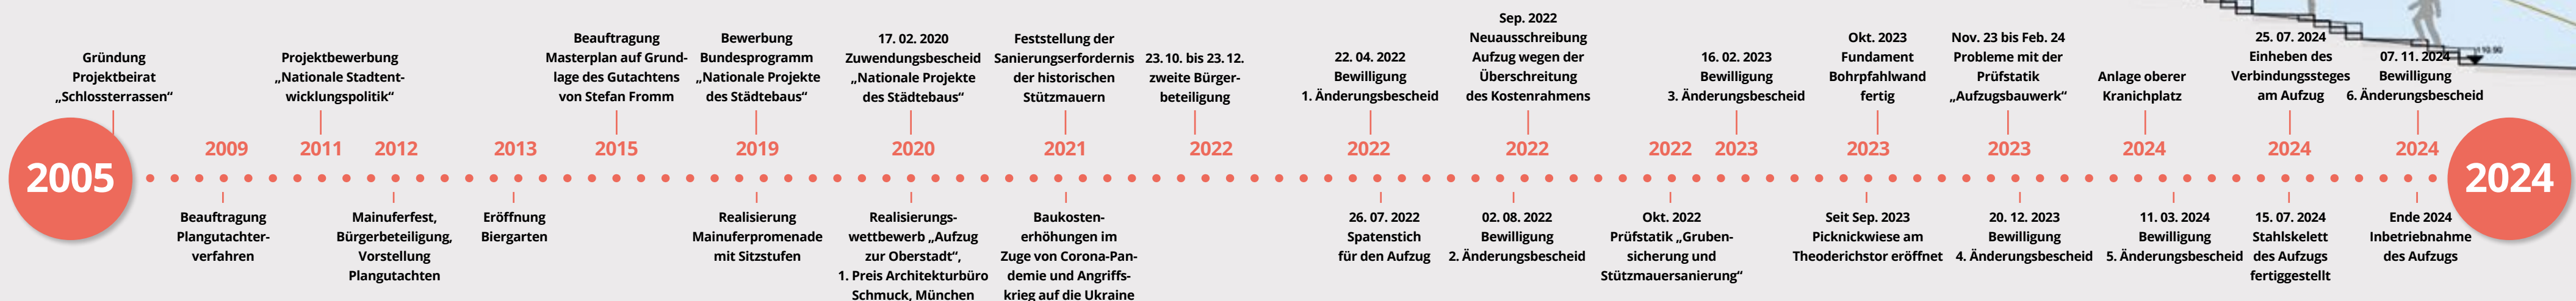 2005
Gründung
Projektbeirat
„Schlossterrassen“
2009
Beauftragung
Plangutachter-
verfahren
2011
Projektbewerbung
„Nationale Stadtent-
wicklungspolitik“
2012
Mainuferfest,
Bürgerbeteiligung,
Vorstellung
Plangutachten
2013
Eröffnung
Biergarten
2015
Beauftragung
Masterplan auf Grund-
lage des Gutachtens
von Stefan Fromm
2019
Bewerbung
Bundesprogramm
„Nationale Projekte
des Städtebaus“
Realisierung
Mainuferpromenade
mit Sitzstufen
2020
17. 02. 2020
Zuwendungsbescheid
„Nationale Projekte
des Städtebaus“
Realisierungs-
wettbewerb „Aufzug
zur Oberstadt“,
1. Preis Architekturbüro
Schmuck, München
2021
Feststellung der
Sanierungserfordernis
der historischen
Stützmauern
Baukosten-
erhöhungen im
Zuge von Corona-Pan-
demie und Angriffs-
krieg auf die Ukraine
2022
23. 10. bis 23. 12.
zweite Bürger-
beteiligung
2022
22. 04. 2022
Bewilligung
1. Änderungsbescheid
26. 07. 2022
Spatenstich
für den Aufzug
2022
Sep. 2022
Neuausschreibung
Aufzug wegen der
Überschreitung
des Kostenrahmens
02. 08. 2022
Bewilligung
2. Änderungsbescheid
2022
Okt. 2022
Prüfstatik „Gruben-
sicherung und
Stützmauersanierung“
2023
16. 02. 2023
Bewilligung
3. Änderungsbescheid
2023
Okt. 2023
Fundament
Bohrpfahlwand
fertig
Seit Sep. 2023
Picknickwiese am
Theoderichstor eröffnet
2023
Nov. 23 bis Feb. 24
Probleme mit der
Prüfstatik
„Aufzugsbauwerk“
20. 12. 2023
Bewilligung
4. Änderungsbescheid
2024
Anlage oberer
Kranichplatz
11. 03. 2024
Bewilligung
5. Änderungsbescheid
2024
25. 07. 2024
Einheben des
Verbindungssteges
am Aufzug
15. 07. 2024
Stahlskelett
des Aufzugs
fertiggestellt
2024
07. 11. 2024
Bewilligung
6. Änderungsbescheid
Ende 2024
Inbetriebnahme
des Aufzugs
2024